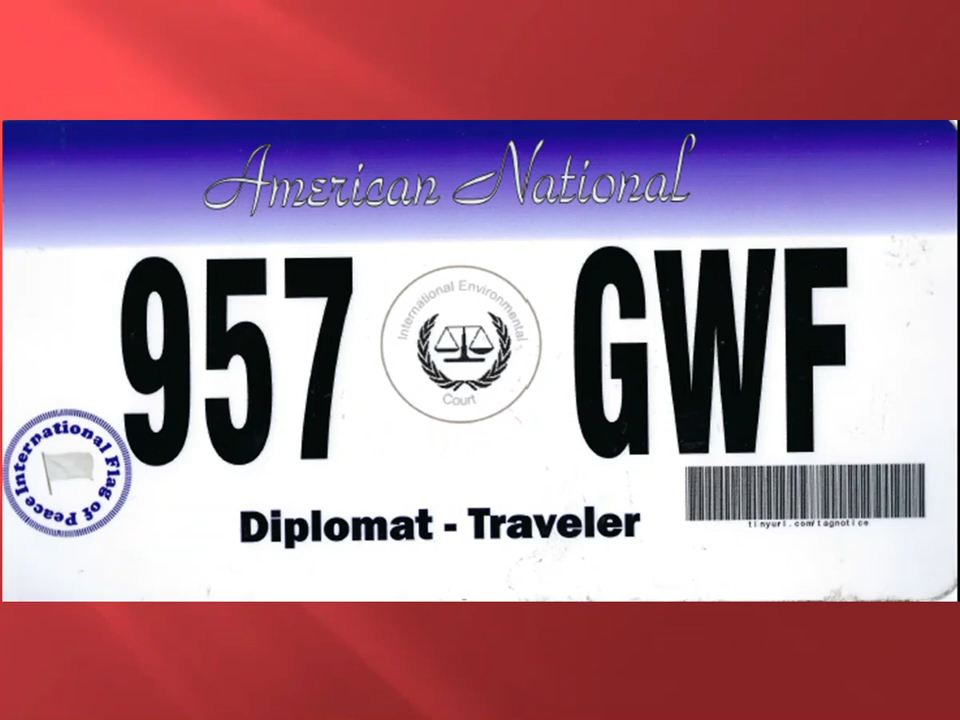 American National
957 GWF
International Environmental
Court
International Flag of Peace
Diplomat - Traveler
tinyurl.com/tagnotice